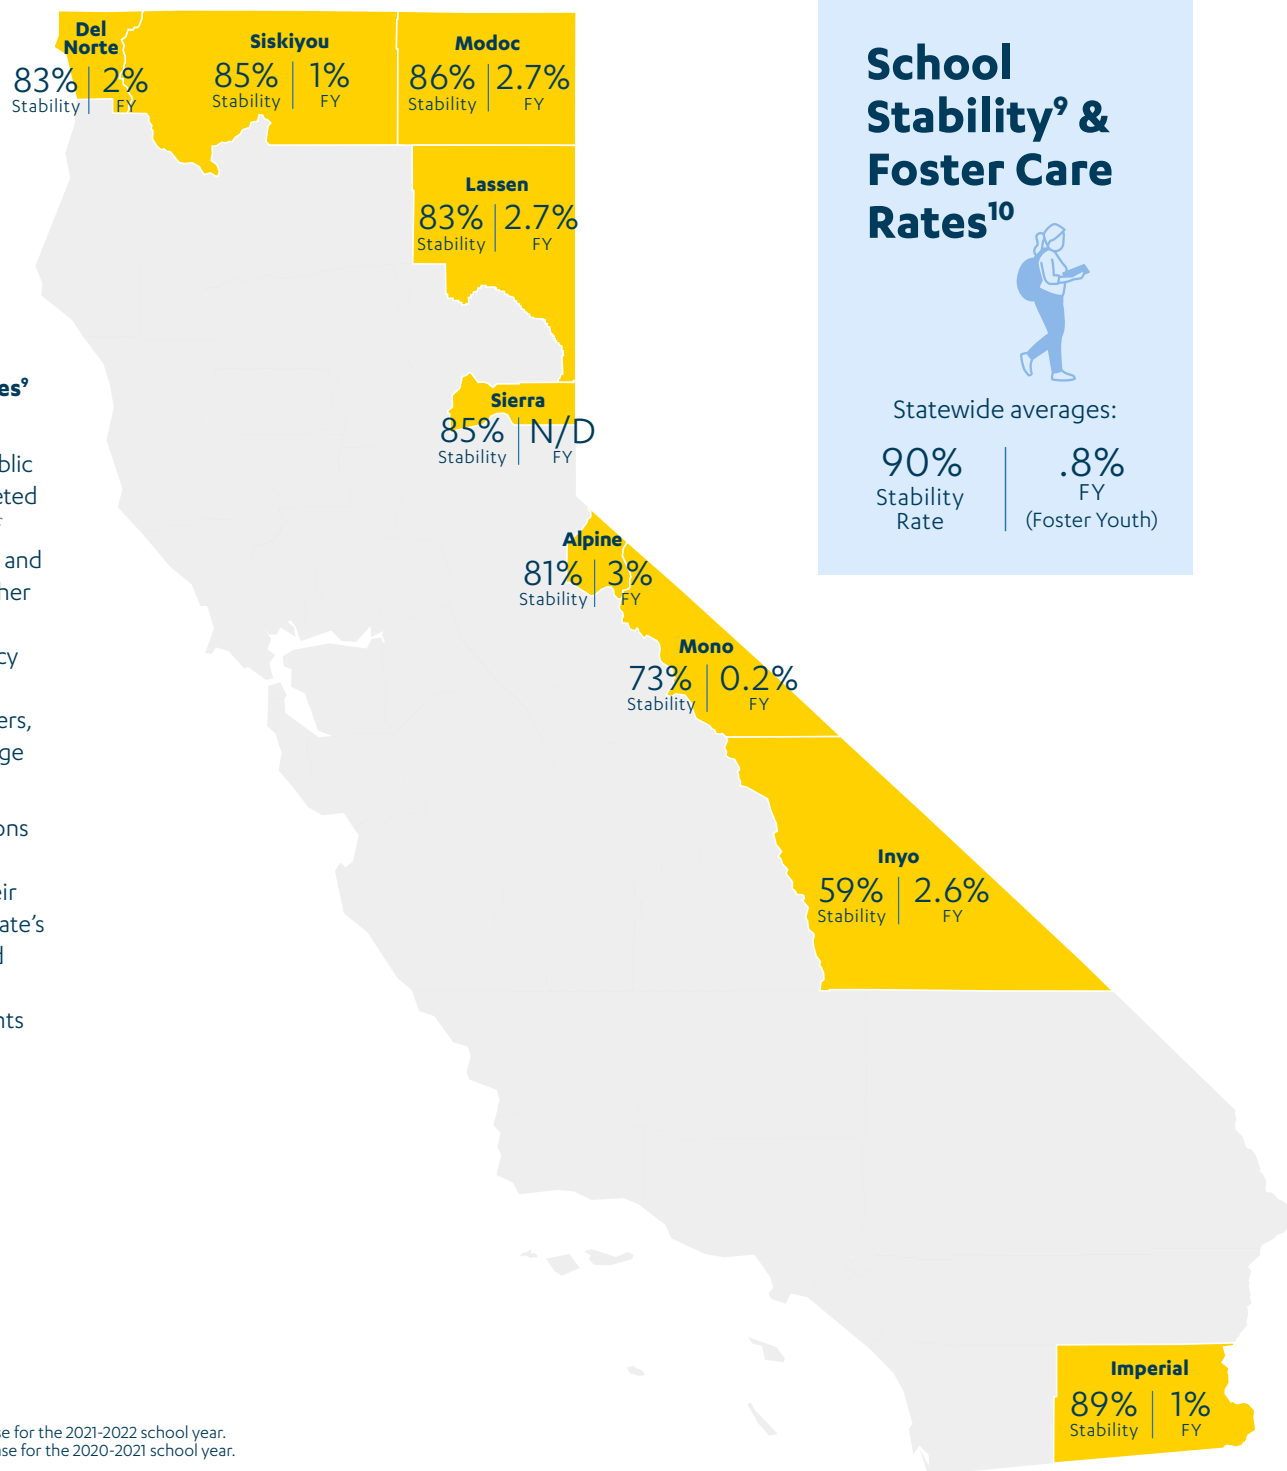 Del
Norte
83% | 2%
Stability FY
Siskiyou
85% | 1%
Stability FY
Modoc
86% | 2.7%
Stability FY
Lassen
83% | 2.7%
Stability FY
Sierra
85% | N/D
Stability FY
Alpine
81% | 3%
Stability FY
Mono
73% | 0.2%
Stability FY
Inyo
59% | 2.6%
Stability FY
Imperial
89% | 1%
Stability FY
School
Stability⁹ &
Foster Care
Rates¹⁰
Statewide averages:
90% | .8%
Stability FY
Rate (Foster Youth)
es⁹
blic
eted
and
her
cy
ers,
ge
ons
eir
ate's
d
nts
se for the 2021-2022 school year.
ase for the 2020-2021 school year.